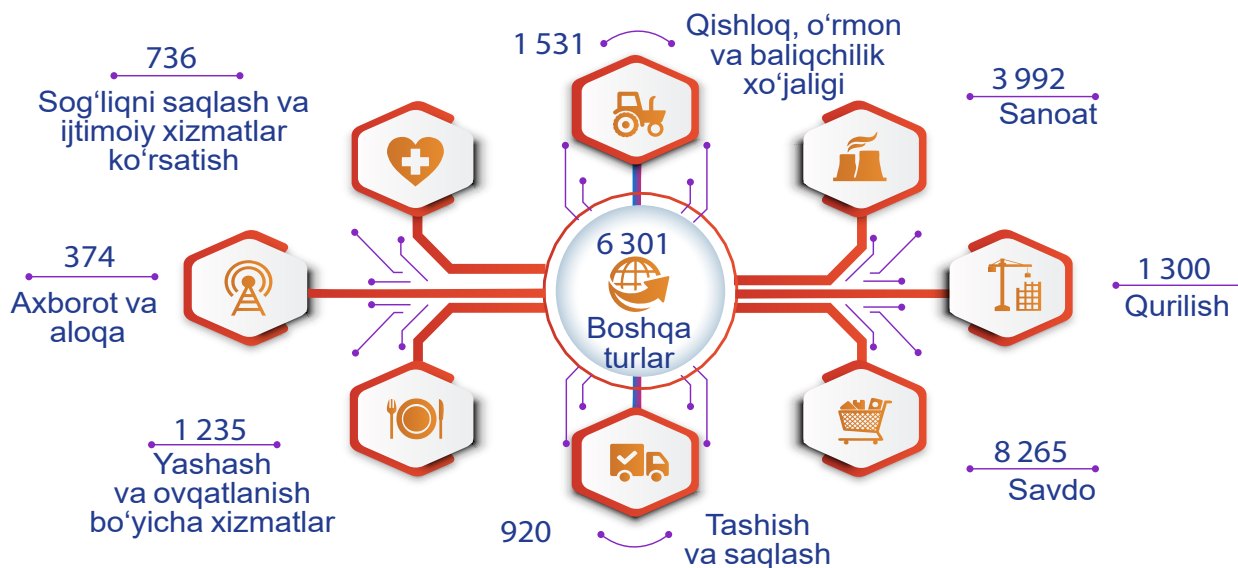 1 531
Qishloq, o‘rmon
va baliqchilik
xo‘jaligi
736
Sog‘liqni saqlash va
ijtimoiy xizmatlar
ko‘rsatish
3 992
Sanoat
374
Axborot va
aloqa
6 301
Boshqa
turlar
1 300
Qurilish
1 235
Yashash
va ovqatlanish
bo‘yicha xizmatlar
920
Tashish
va saqlash
8 265
Savdo